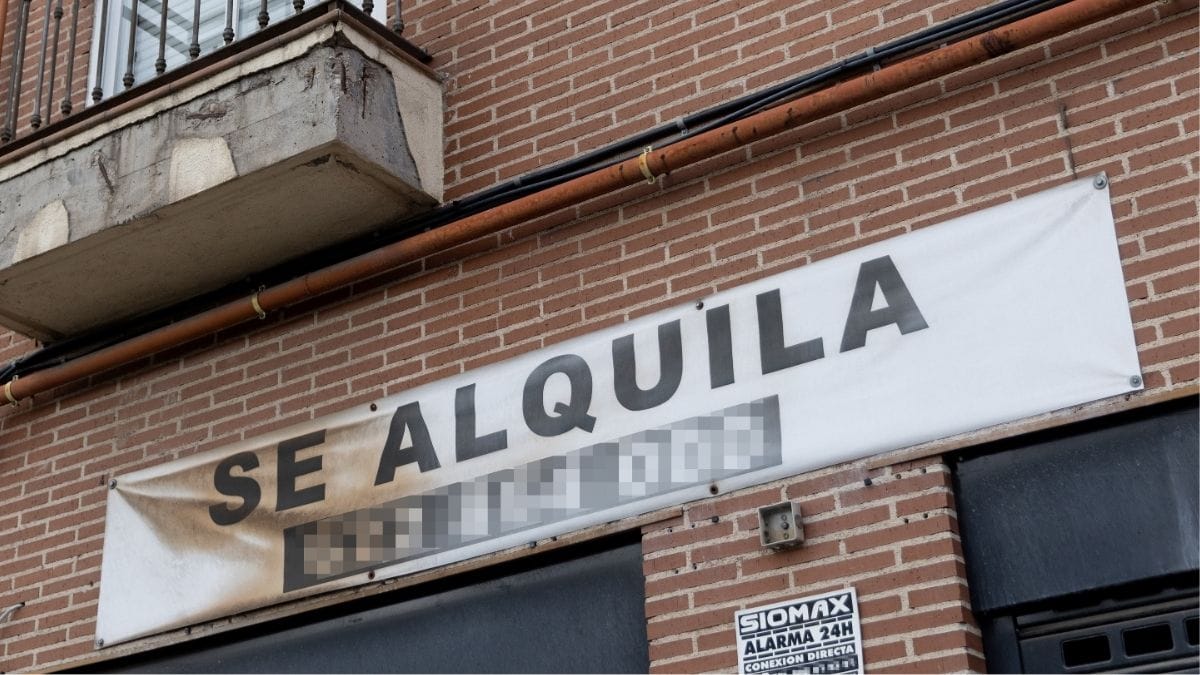 SE ALQUILA
SIOMAX
ALARMA 24H
CONEXION DIRECTA